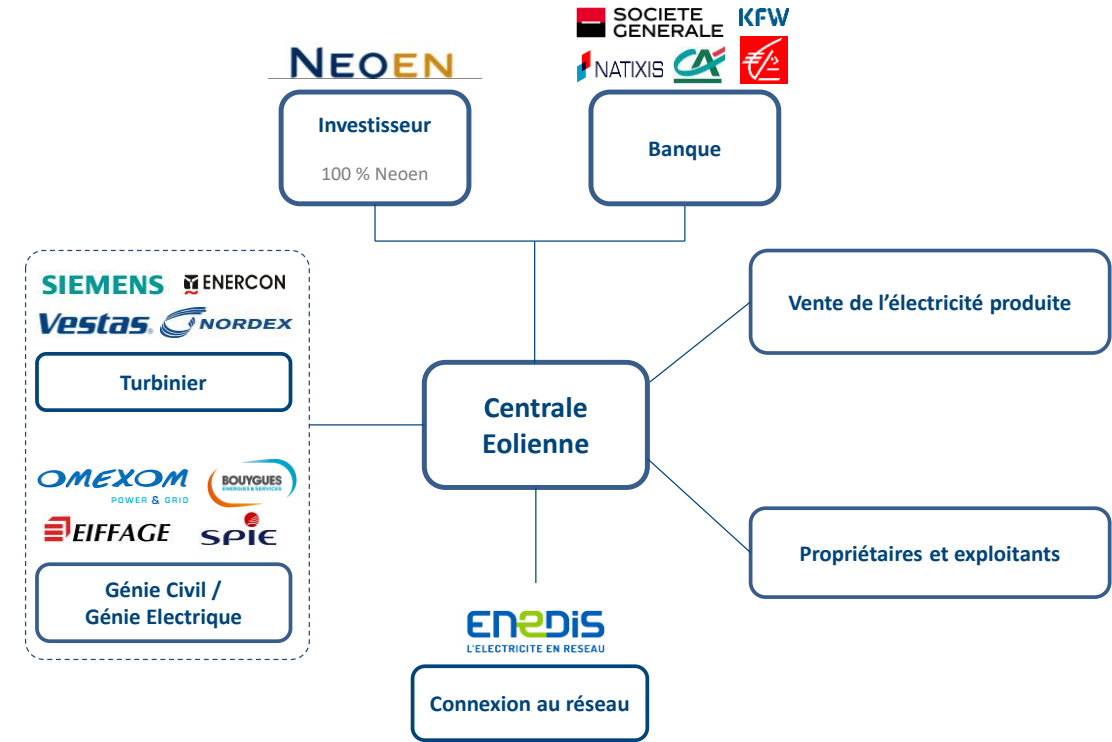 SOCIETE
GENERALE
KFW
NATIXIS
CA
NEOEN
Investisseur
100 % Neoen
Banque
SIEMENS
ENERCON
Vestas
NORDEX
Turbinier
OMEXOM
POWER & GRID
BOUYGUES
ENERGIES & SERVICES
EIFFAGE
SPIE
Génie Civil /
Génie Electrique
Centrale
Eolienne
Vente de l’électricité produite
Propriétaires et exploitants
ENEDIS
L'ELECTRICITE EN RESEAU
Connexion au réseau